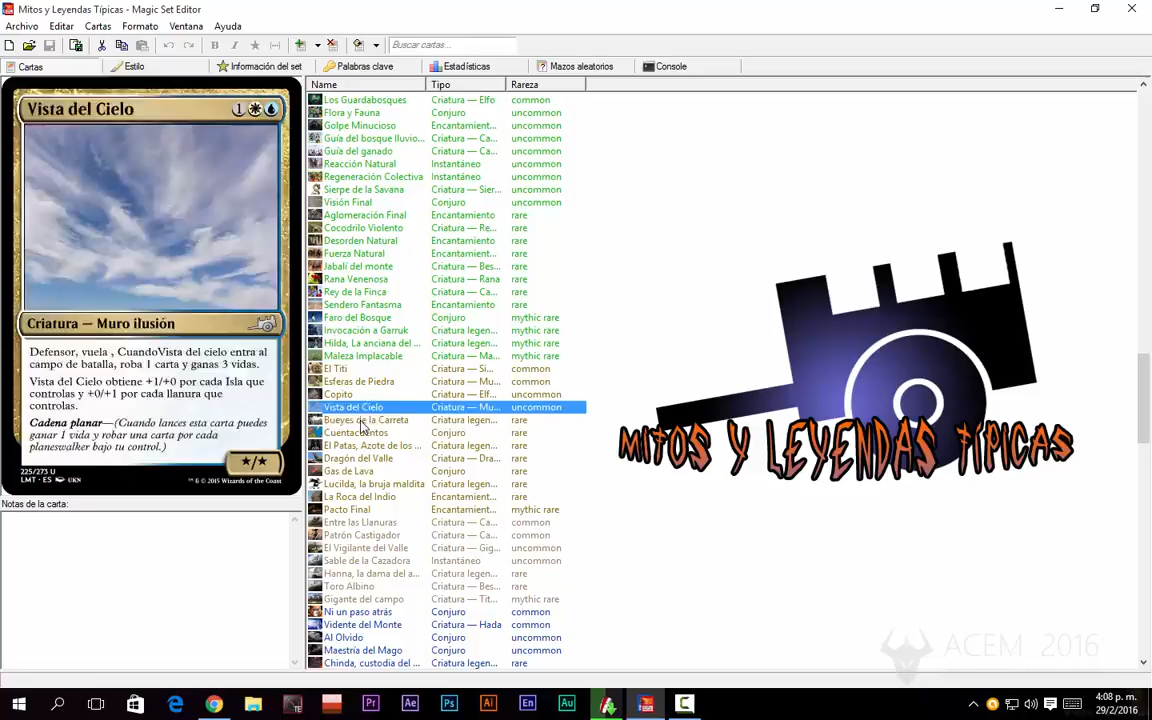 Mitos y Leyendas Típicas - Magic Set Editor
Archivo Editar Cartas Formato Ventana Ayuda
Buscar cartas...
Cartas Estilo Información del set Palabras clave Estadísticas Mazos aleatorios Console
Vista del Cielo 1
Criatura — Muro ilusión
Defensor, vuela , CuandoVista del cielo entra al
campo de batalla, roba 1 carta y ganas 3 vidas.
Vista del Cielo obtiene +1/+0 por cada Isla que
controlas y +0/+1 por cada llanura que
controlas.
Cadena planar—(Cuando lances esta carta puedes
ganar 1 vida y robar una carta por cada
planeswalker bajo tu control.)
★/★
225/273 U
LMT • ES UKN ™ & © 2015 Wizards of the Coast
Notas de la carta:
Name Tipo Rareza
Los Guardabosques Criatura — Elfo common
Flora y Fauna Conjuro uncommon
Golpe Minucioso Encantament... uncommon
Guía del bosque lluvio... Criatura — Ca... uncommon
Guía del ganado Criatura — Ca... uncommon
Reacción Natural Instantáneo uncommon
Regeneración Colectiva Instantáneo uncommon
Sierpe de la Savana Criatura — Sier... uncommon
Visión Final Conjuro uncommon
Aglomeración Final Encantamiento rare
Cocodrilo Violento Criatura — Re... rare
Desorden Natural Encantamiento rare
Fuerza Natural Encantamiento rare
Jabalí del monte Criatura — Bes... rare
Rana Venenosa Criatura — Rana rare
Rey de la Finca Criatura — Ca... rare
Sendero Fantasma Encantamiento rare
Faro del Bosque Conjuro mythic rare
Invocación a Garruk Criatura legen... mythic rare
Hilda, La anciana del ... Criatura legen... mythic rare
Maleza Implacable Criatura — Ma... mythic rare
El Titi Criatura — Si... common
Esferas de Piedra Criatura — Mu... common
Copito Criatura — Elf... uncommon
Vista del Cielo Criatura — Mu... uncommon
Bueyes de la Carreta Criatura legen... rare
Cuentacuentos Conjuro rare
El Patas, Azote de los ... Criatura legen... rare
Dragón del Valle Criatura — Dra... rare
Gas de Lava Conjuro rare
Lucilda, la bruja maldita Criatura legen... rare
La Roca del Indio Encantament... rare
Pacto Final Encantament... mythic rare
Entre las Llanuras Criatura — Ca... common
Patrón Castigador Criatura — Ca... common
El Vigilante del Valle Criatura — Gig... uncommon
Sable de la Cazadora Instantáneo uncommon
Hanna, la dama del a... Criatura legen... rare
Toro Albino Criatura — Bes... rare
Gigante del campo Criatura — Tit... mythic rare
Ni un paso atrás Conjuro common
Vidente del Monte Criatura — Hada common
Al Olvido Conjuro uncommon
Maestría del Mago Conjuro uncommon
Chinda, custodia del ... Criatura legen... rare
MITOS Y LEYENDAS TÍPICAS
ACEM 2016
4:08 p. m.
29/2/2016